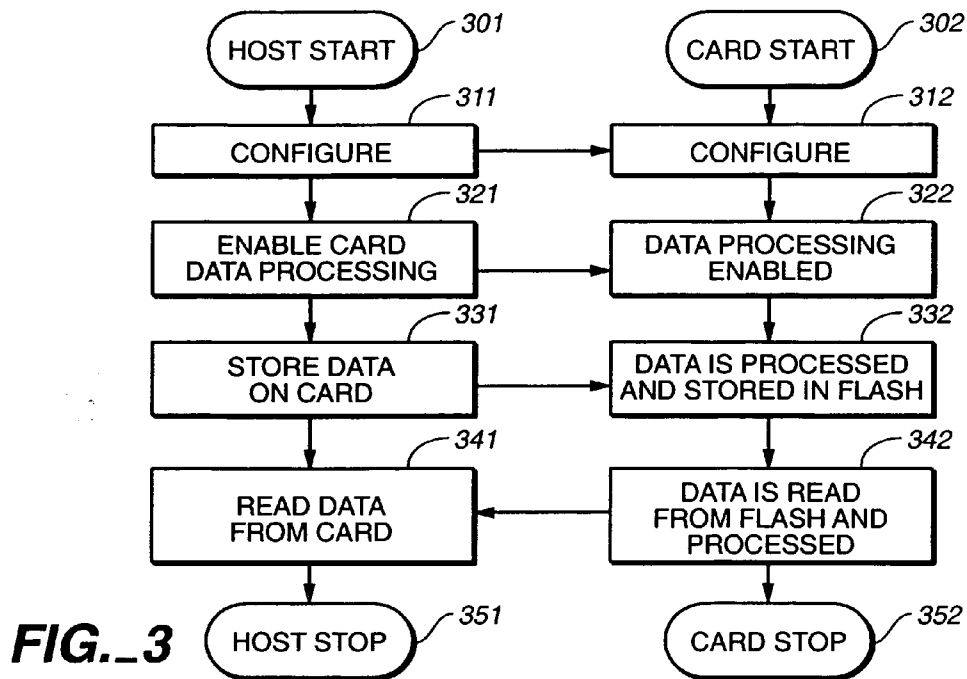 HOST START
301
CARD START
302
311
312
CONFIGURE
CONFIGURE
321
322
ENABLE CARD
DATA PROCESSING
DATA PROCESSING
ENABLED
331
332
STORE DATA
ON CARD
DATA IS PROCESSED
AND STORED IN FLASH
341
342
READ DATA
FROM CARD
DATA IS READ
FROM FLASH AND
PROCESSED
HOST STOP
351
CARD STOP
352
FIG._3